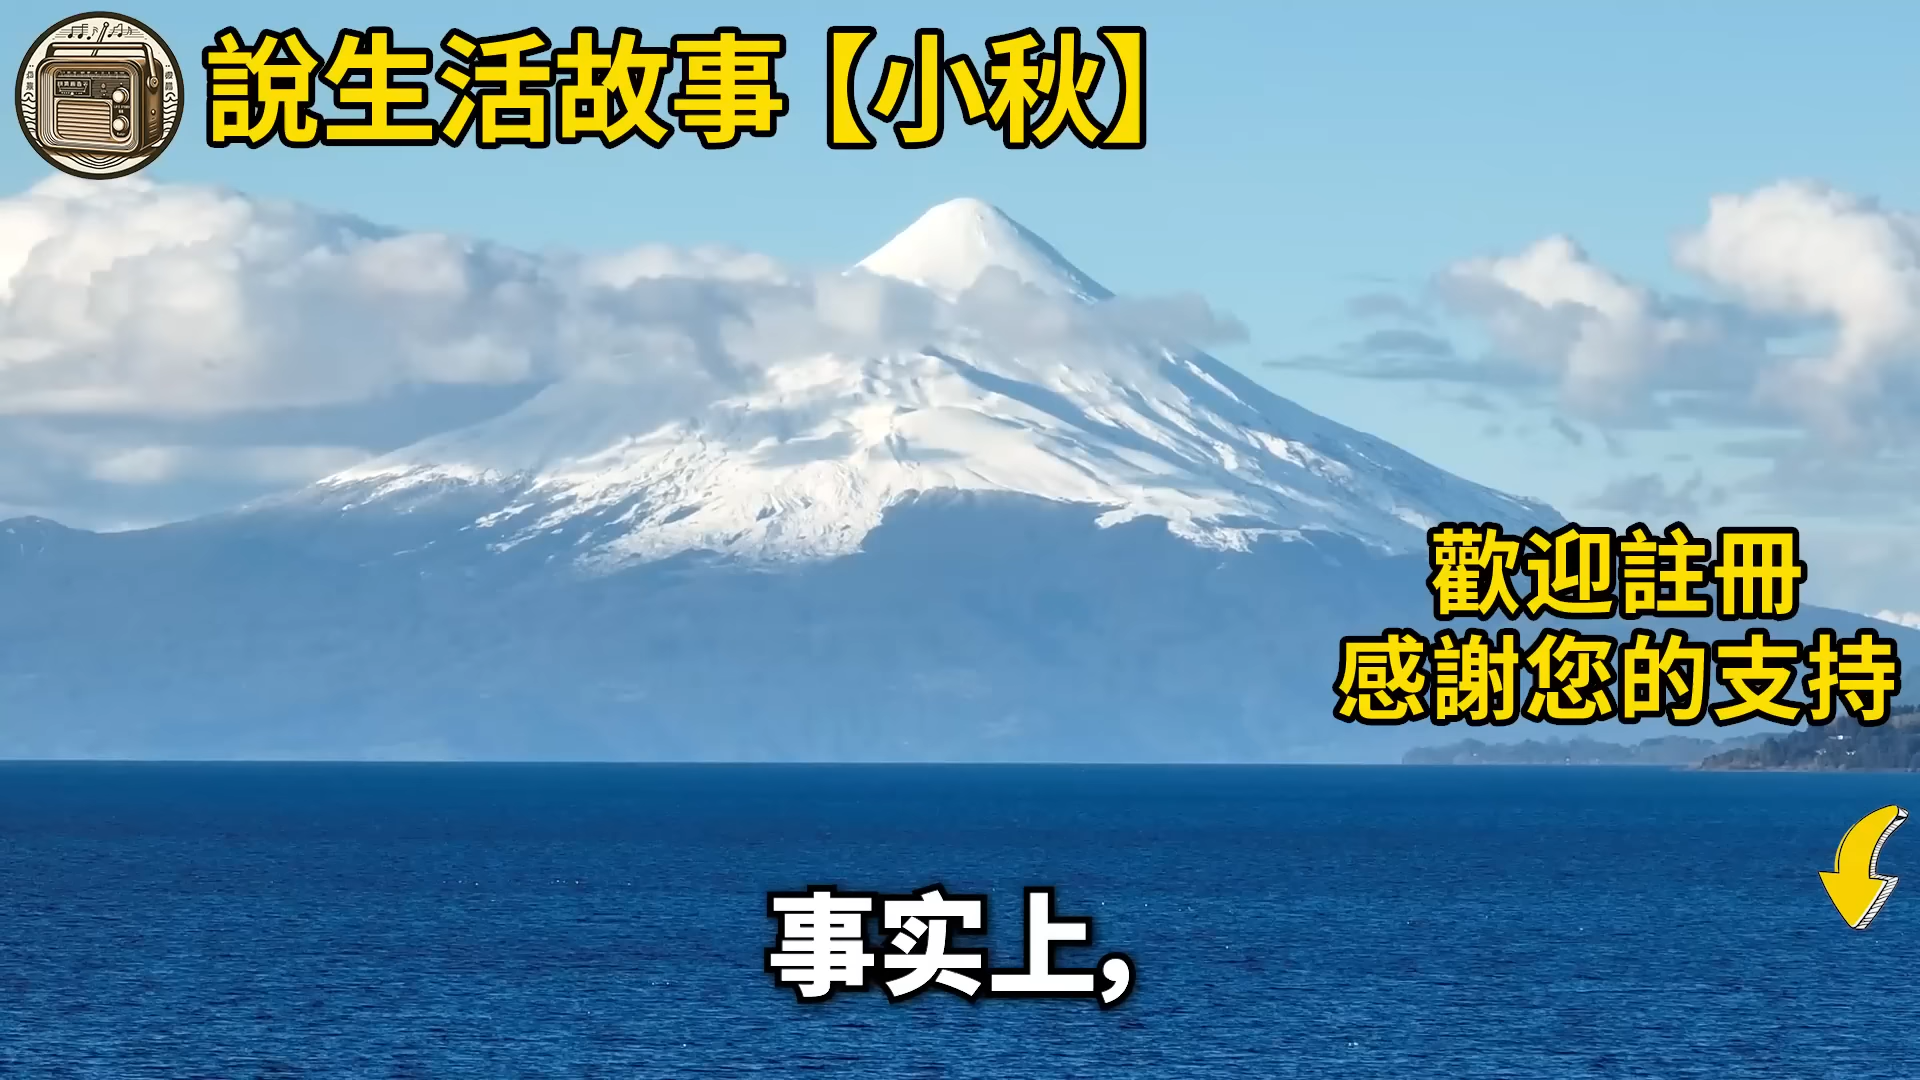 說生活故事【小秋】
歡迎註冊
感謝您的支持
事实上,